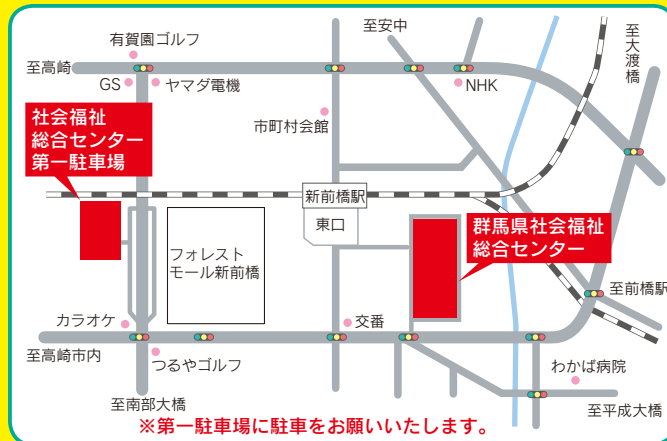 至安中
至大渡橋
有賀園ゴルフ
至高崎
GS
ヤマダ電機
NHK
社会福祉
総合センター
第一駐車場
市町村会館
新前橋駅
東口
群馬県社会福祉
総合センター
フォレスト
モール新前橋
至前橋駅
カラオケ
交番
至高崎市内
つるやゴルフ
わかば病院
至南部大橋
至平成大橋
※第一駐車場に駐車をお願いいたします。